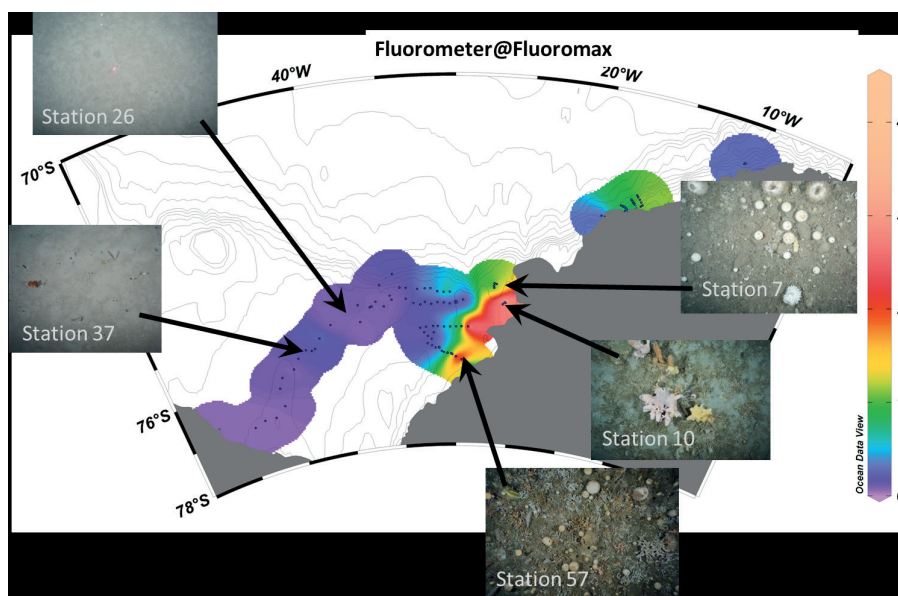 Fluorometer@Fluoromax
40°W
20°W
10°W
70°S
76°S
78°S
Station 26
Station 37
Station 7
Station 10
Station 57
Ocean Data View